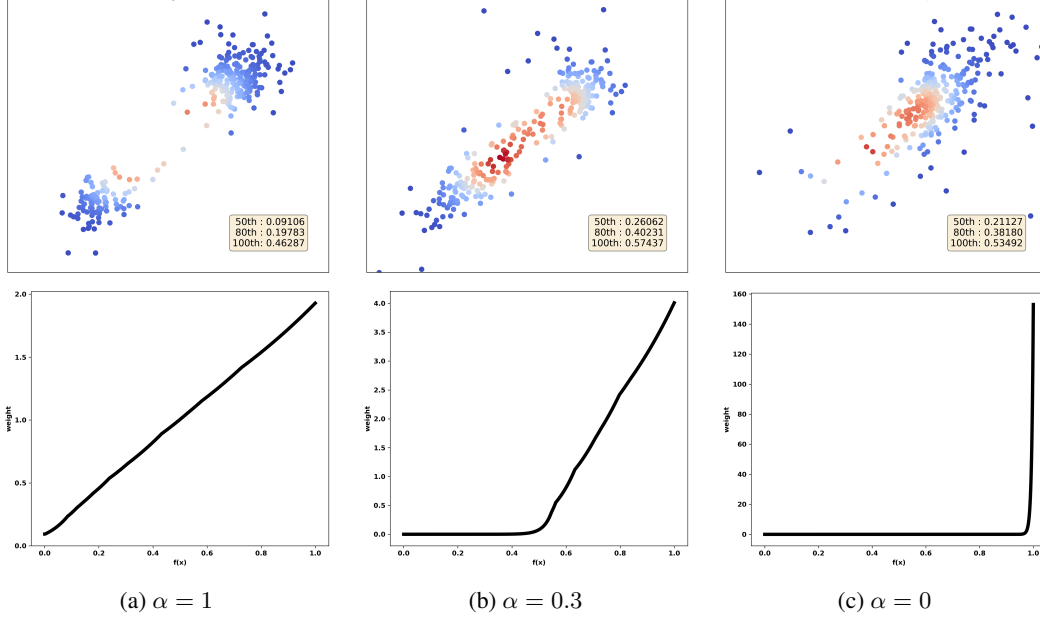 50th : 0.09106
80th : 0.19783
100th: 0.46287
50th : 0.26062
80th : 0.40231
100th: 0.57437
50th : 0.21127
80th : 0.38180
100th: 0.53492
2.0
1.5
1.0
0.5
0.0
weight
0.0 0.2 0.4 0.6 0.8 1.0
f(x)
4.0
3.5
3.0
2.5
2.0
1.5
1.0
0.5
0.0
weight
0.0 0.2 0.4 0.6 0.8 1.0
f(x)
160
140
120
100
80
60
40
20
0
weight
0.0 0.2 0.4 0.6 0.8 1.0
f(x)
(a) α = 1
(b) α = 0.3
(c) α = 0